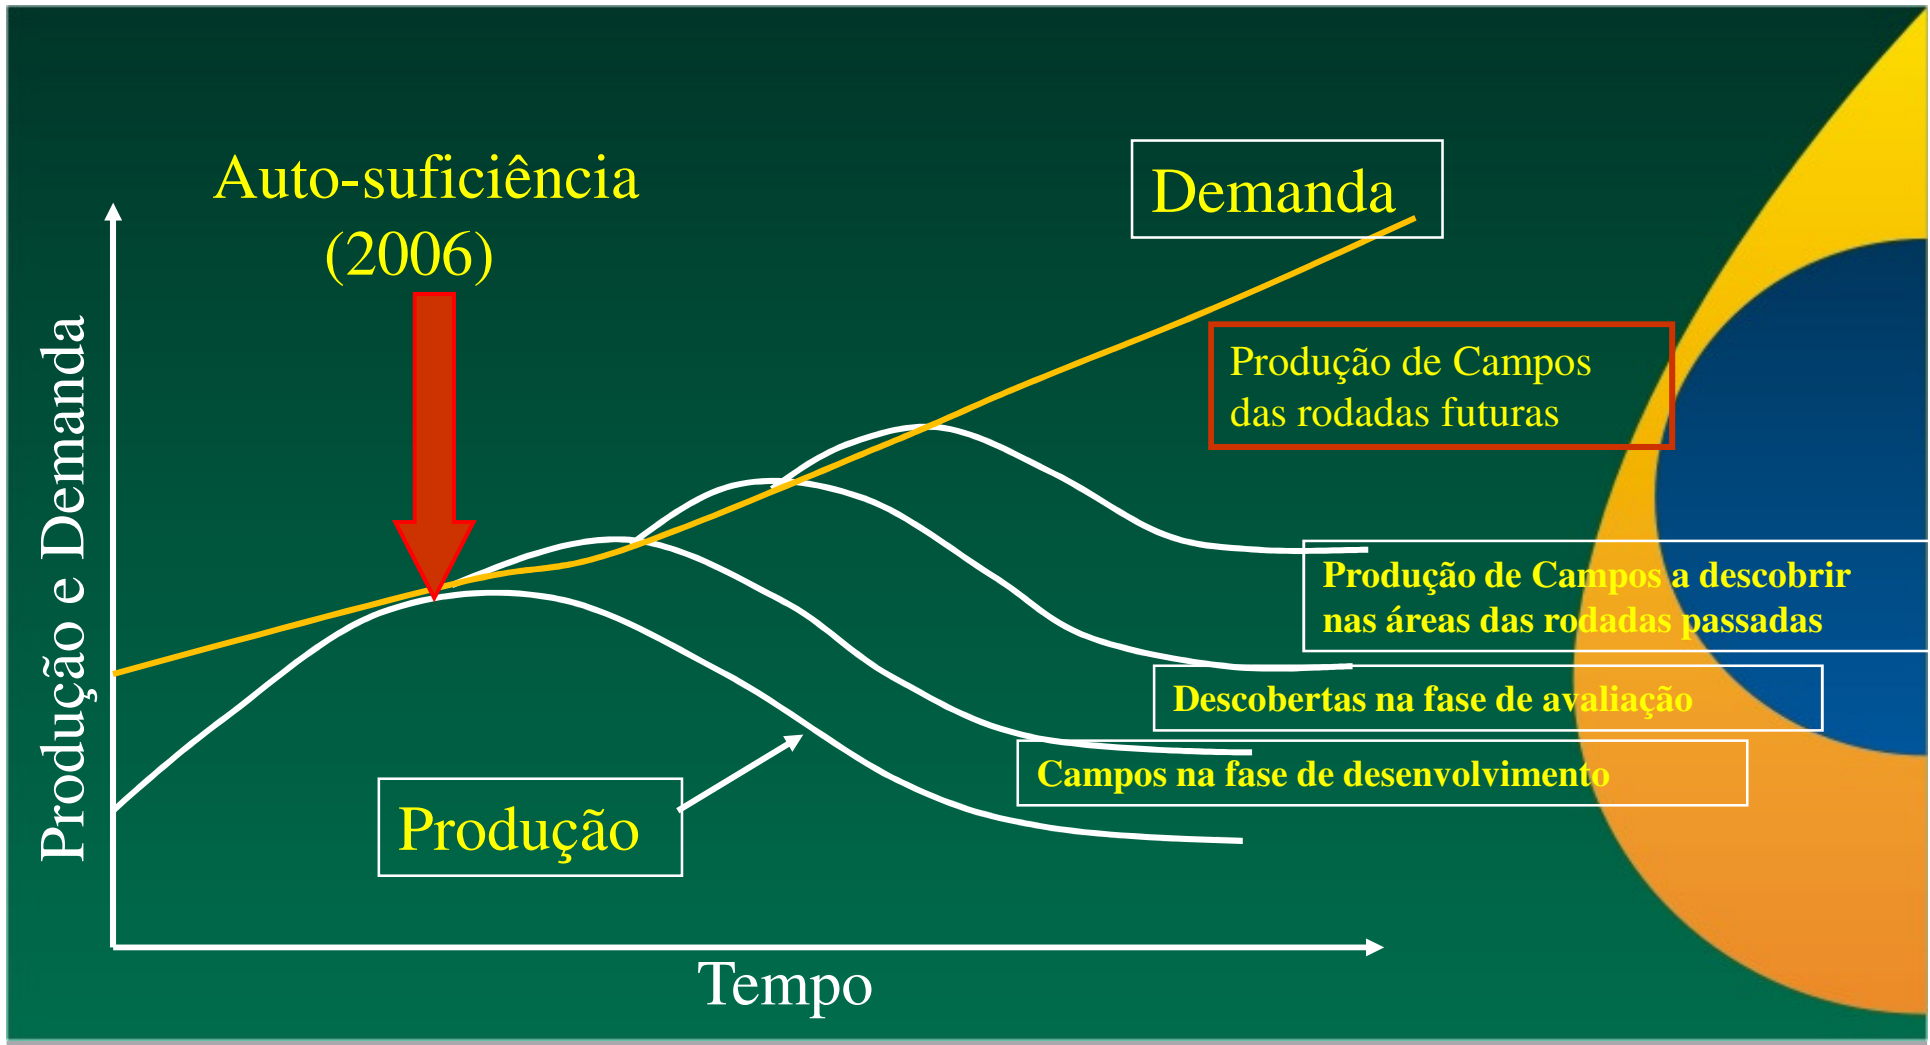 Auto-suficiência
(2006)
Demanda
Produção de Campos
das rodadas futuras
Produção e Demanda
Produção de Campos a descobrir
nas áreas das rodadas passadas
Descobertas na fase de avaliação
Campos na fase de desenvolvimento
Produção
Tempo